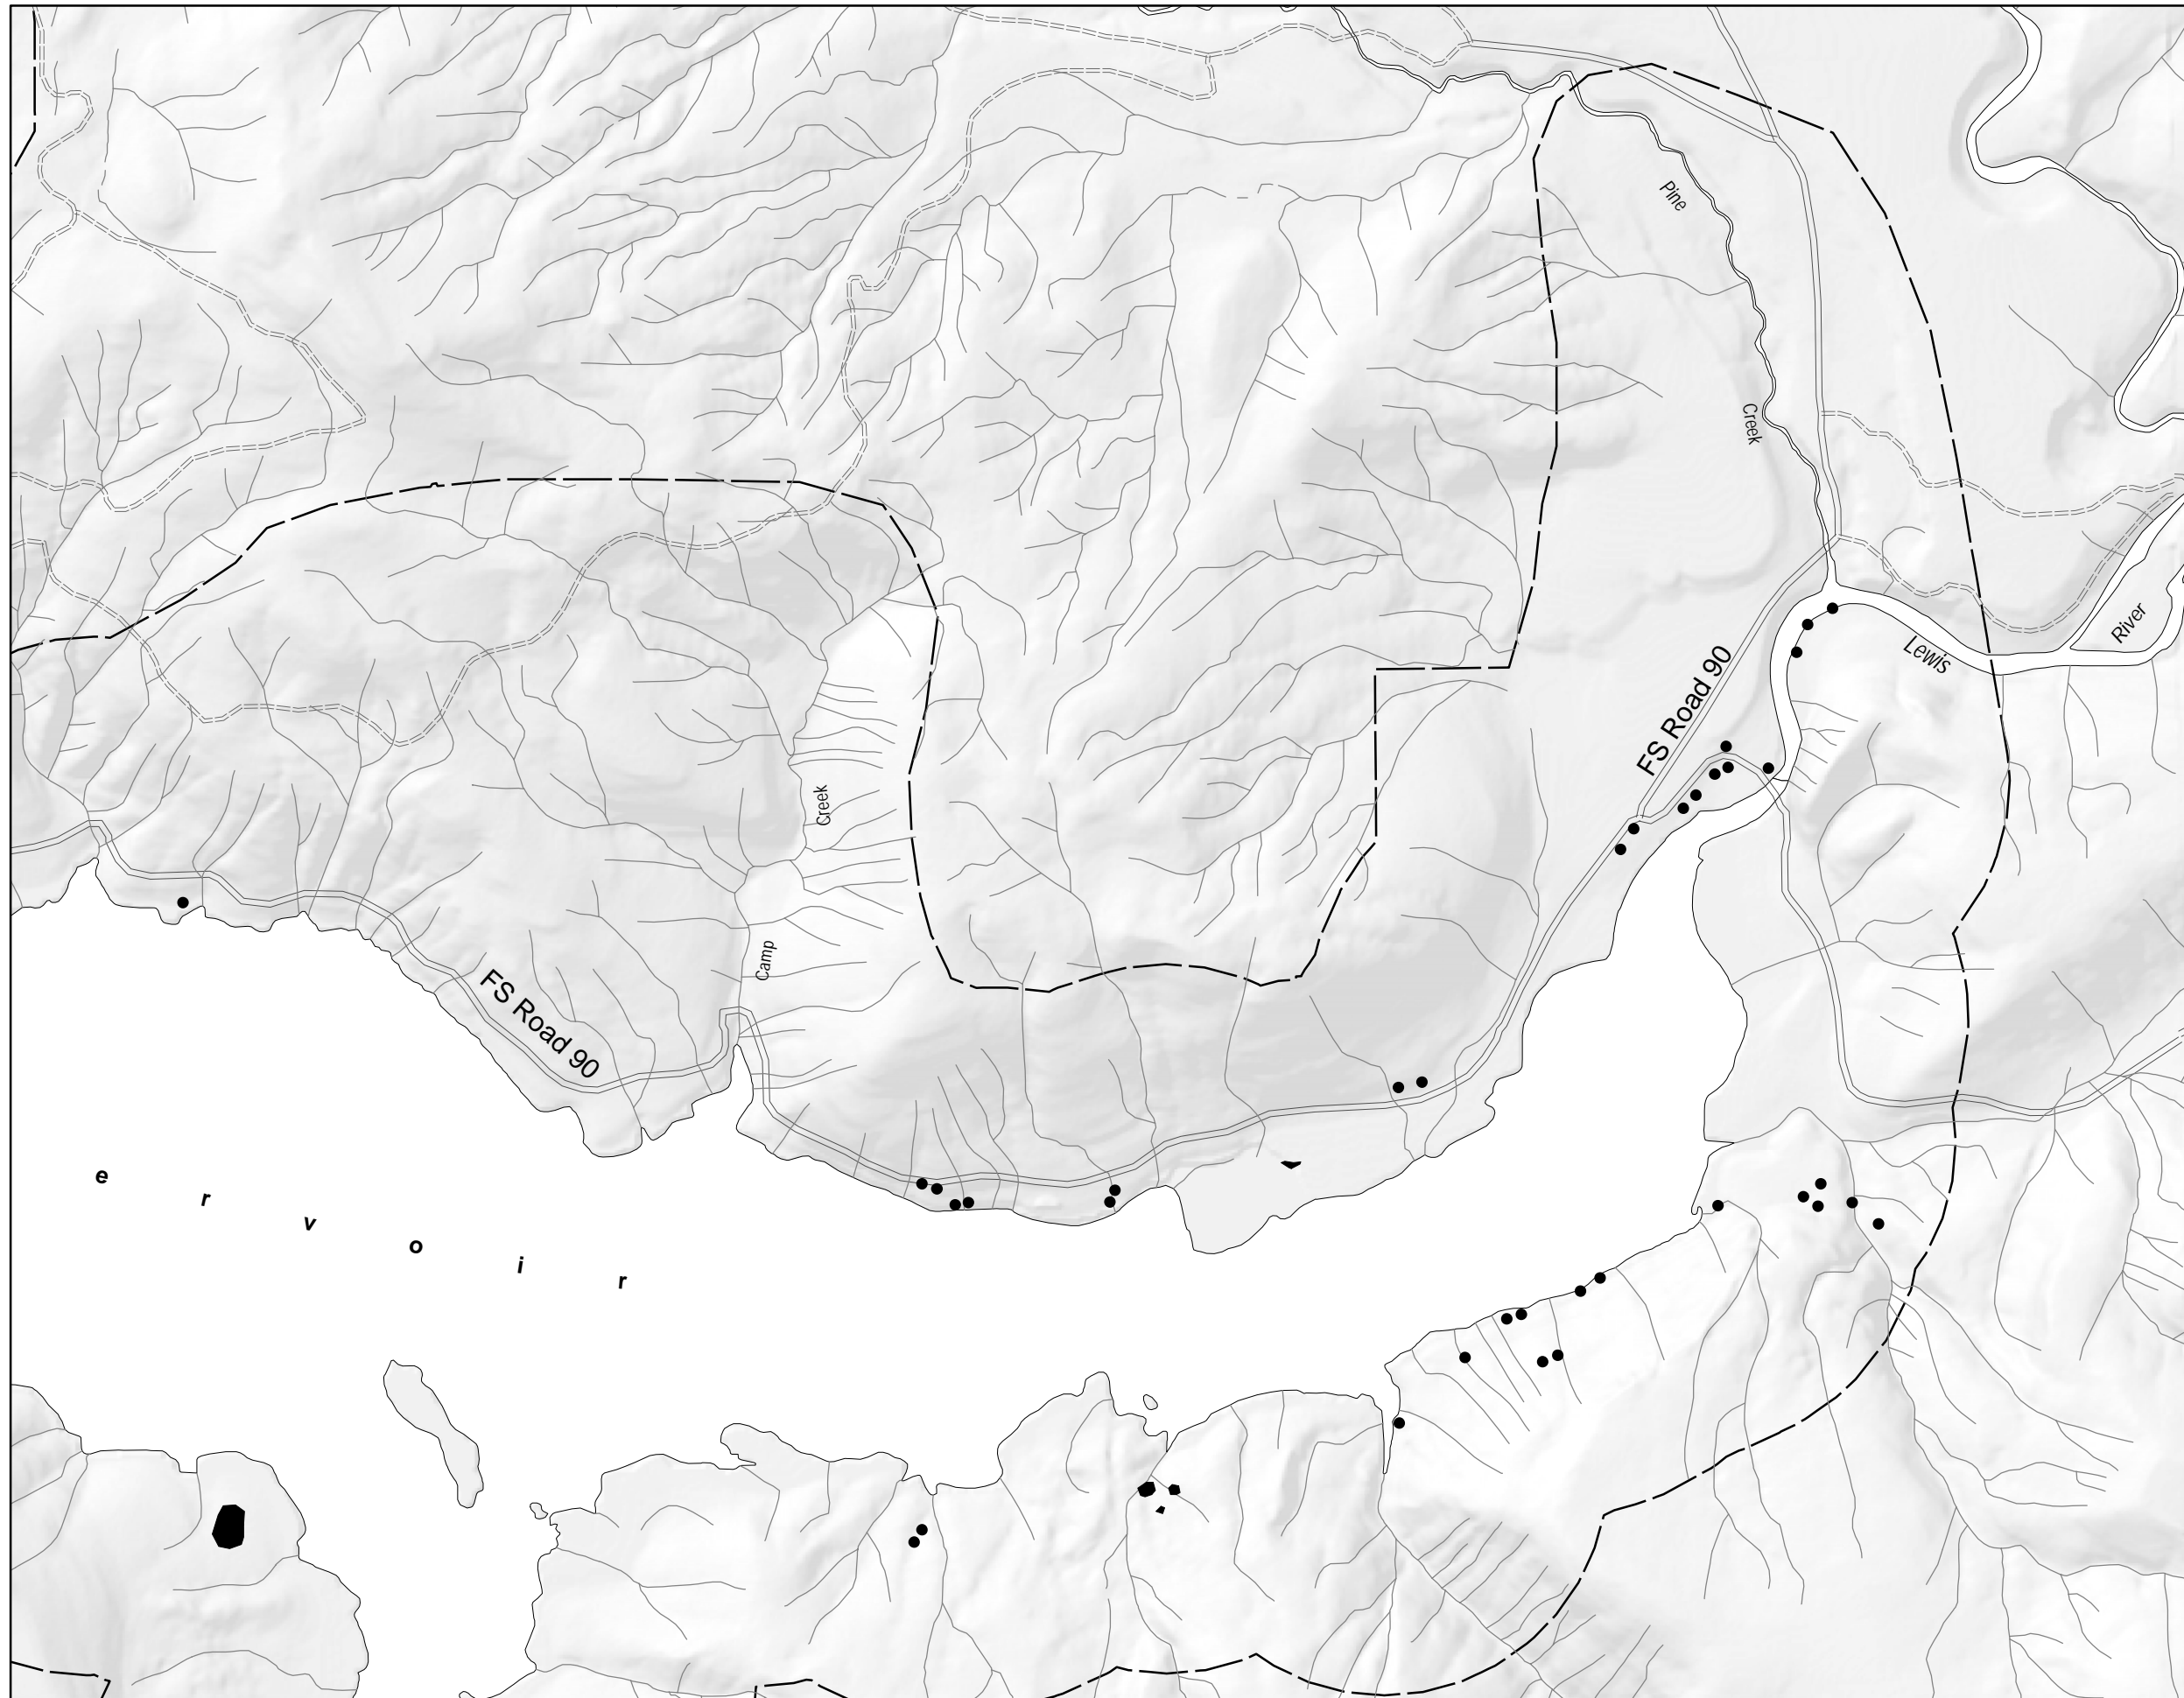 Pine
Creek
FS Road 90
Lewis
River
Creek
Camp
FS Road 90
e r v o i r